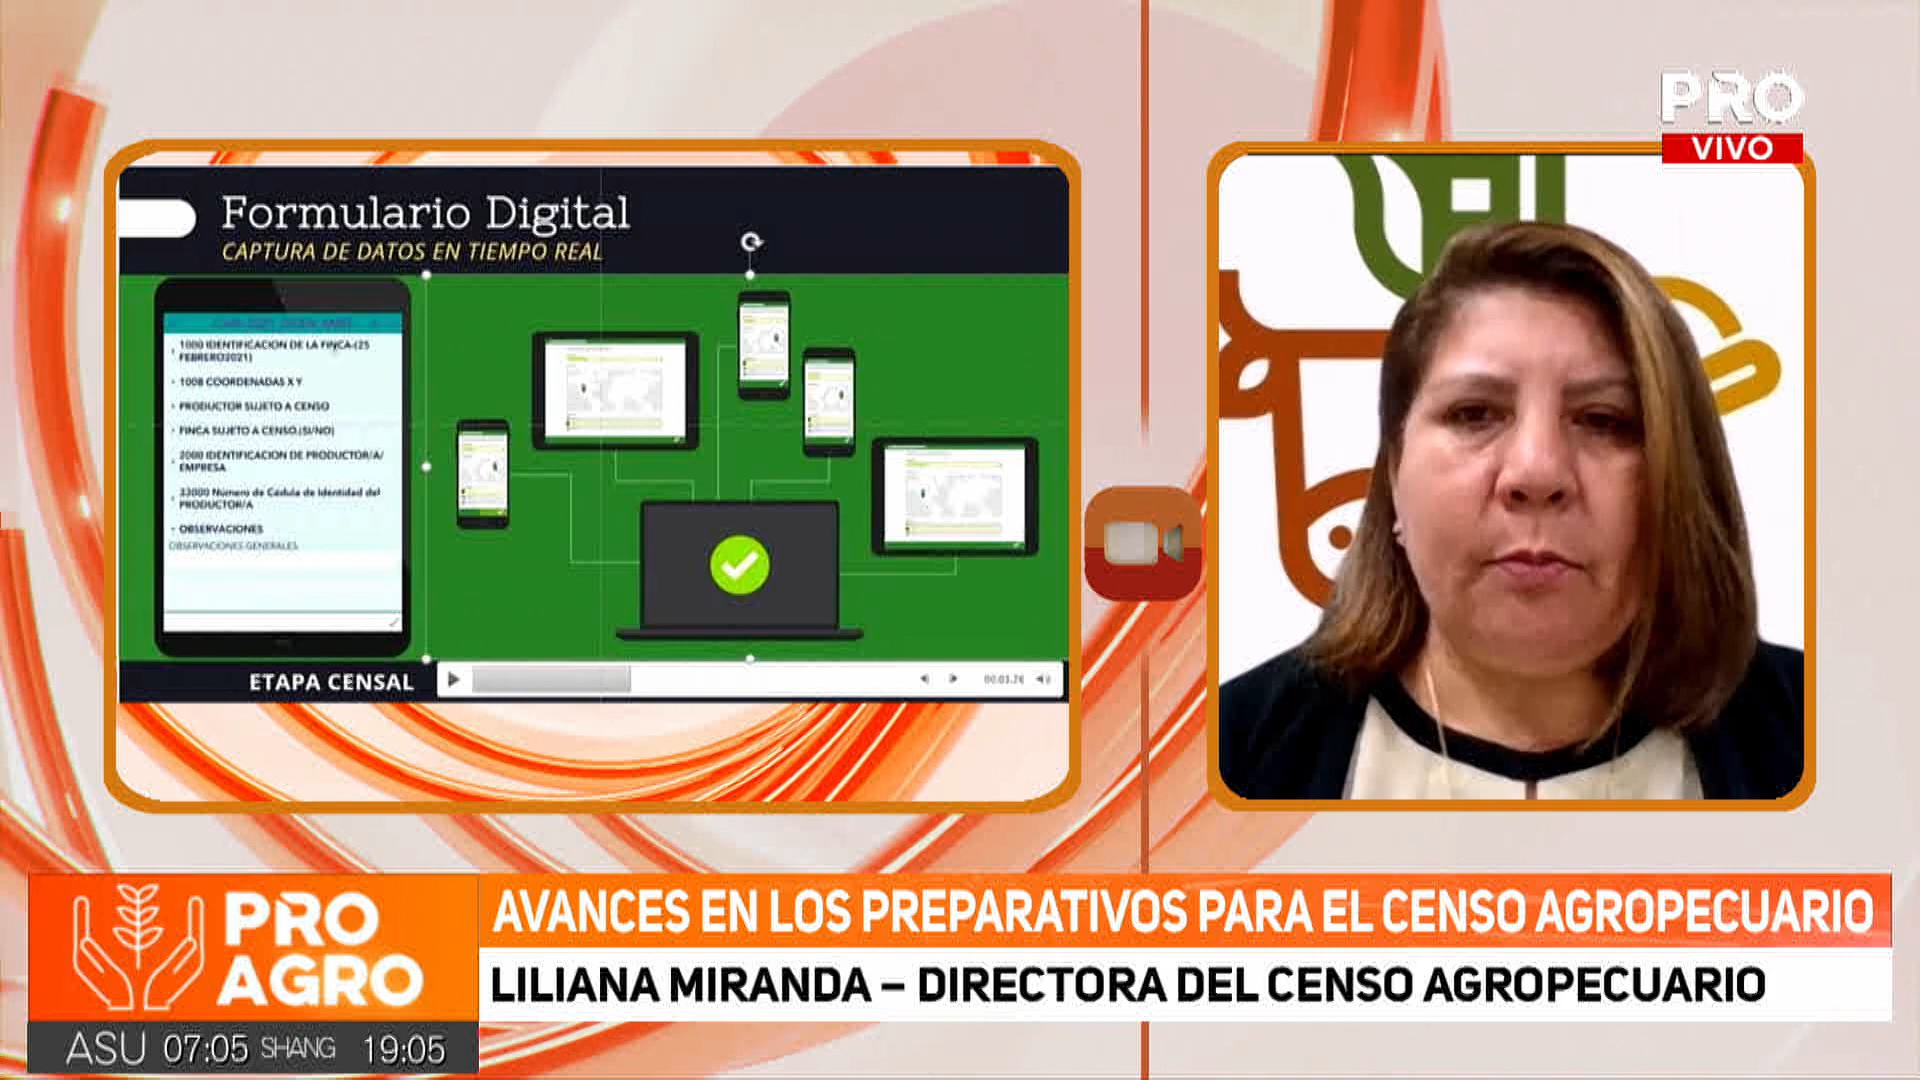 PRO
VIVO
Formulario Digital
CAPTURA DE DATOS EN TIEMPO REAL
1000 IDENTIFICACION DE LA FINCA-(25
FEBRERO2021)
1008 COORDENADAS X Y
PRODUCTOR SUJETO A CENSO
FINCA SUJETO A CENSO.(SI/NO)
2000 IDENTIFICACION DE PRODUCTOR/A/
EMPRESA
33000 Número de Cédula de Identidad del
PRODUCTOR/A
OBSERVACIONES
OBSERVACIONES GENERALES
ETAPA CENSAL
00:03.76
PRO
AGRO
AVANCES EN LOS PREPARATIVOS PARA EL CENSO AGROPECUARIO
LILIANA MIRANDA – DIRECTORA DEL CENSO AGROPECUARIO
ASU 07:05 SHANG 19:05